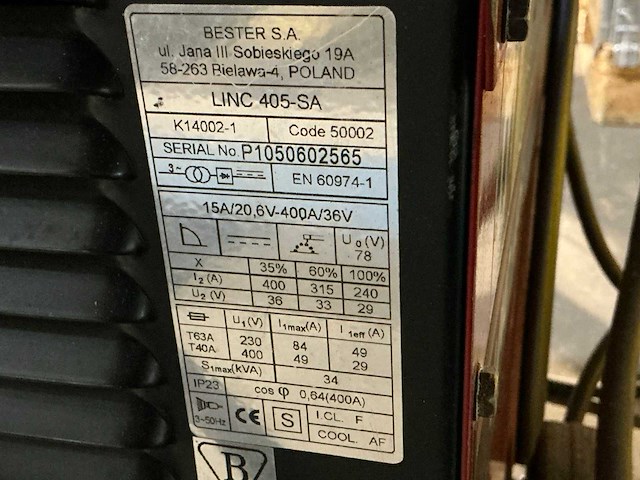 BESTER S.A.
ul. Jana III Sobieskiego 19A
58-263 Bielawa-4, POLAND
LINC 405-SA
K14002-1 Code 50002
SERIAL No. P1050602565
3~ EN 60974-1
15A/20,6V-400A/36V
U0(V)
78
X 35% 60% 100%
I2(A) 400 315 240
U2(V) 36 33 29
U1(V) I1max(A) I1eff(A)
T63A 230 84 49
T40A 400 49 29
S1max(kVA) 34
IP23 cos φ 0,64(400A)
3~50Hz CE S I.CL. F
COOL. AF
B